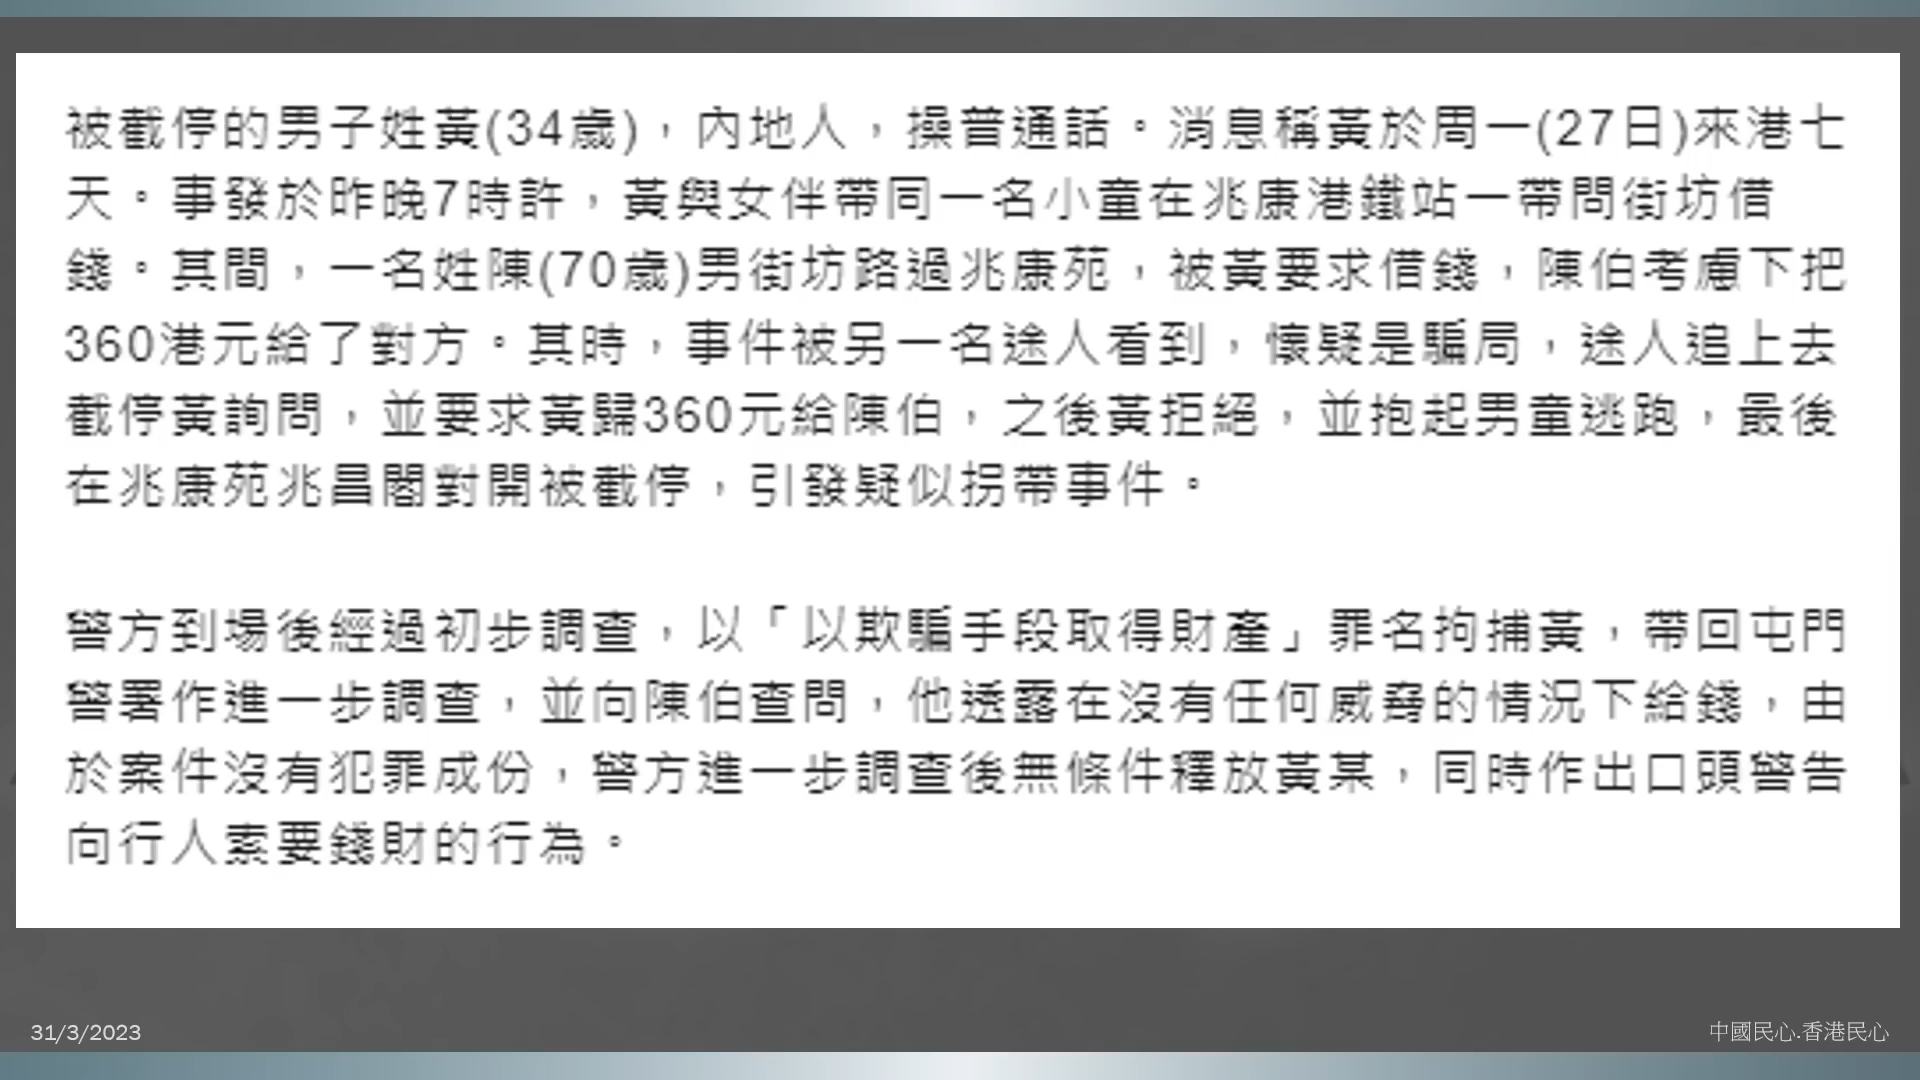 被截停的男子姓黃(34歲)，內地人，操普通話。消息稱黃於周一(27日)來港七
天。事發於昨晚7時許，黃與女伴帶同一名小童在兆康港鐵站一帶問街坊借
錢。其間，一名姓陳(70歲)男街坊路過兆康苑，被黃要求借錢，陳伯考慮下把
360港元給了對方。其時，事件被另一名途人看到，懷疑是騙局，途人追上去
截停黃詢問，並要求黃歸360元給陳伯，之後黃拒絕，並抱起男童逃跑，最後
在兆康苑兆昌閣對開被截停，引發疑似拐帶事件。
警方到場後經過初步調查，以「以欺騙手段取得財產」罪名拘捕黃，帶回屯門
警署作進一步調查，並向陳伯查問，他透露在沒有任何威脅的情況下給錢，由
於案件沒有犯罪成份，警方進一步調查後無條件釋放黃某，同時作出口頭警告
向行人索要錢財的行為。
31/3/2023
中國民心.香港民心